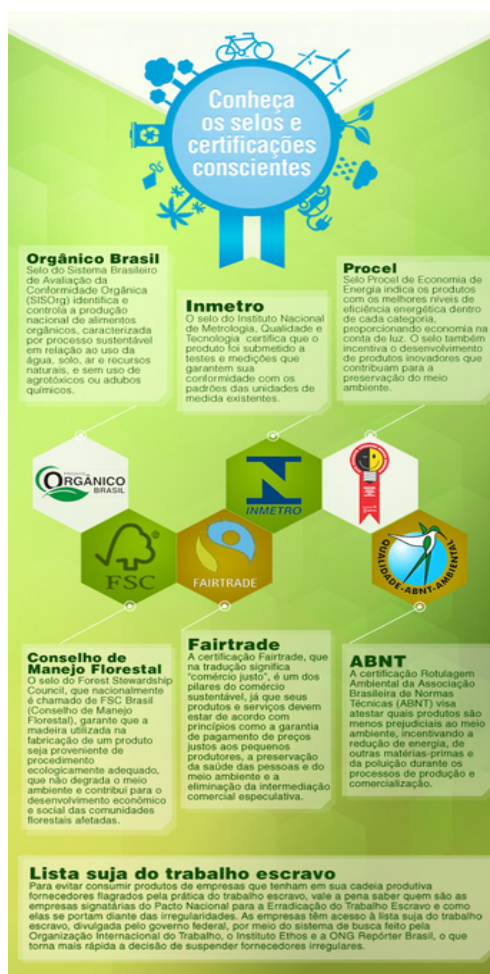 Conheça
os selos e
certificações
conscientes
Orgânico Brasil
Selo do Sistema Brasileiro
de Avaliação da
Conformidade Orgânica
(SISOrg) identifica e
controla a produção
nacional de alimentos
orgânicos, caracterizada
por processo sustentável
em relação ao uso da
água, solo, ar e recursos
naturais, e sem uso de
agrotóxicos ou adubos
químicos.
Inmetro
O selo do Instituto Nacional
de Metrologia, Qualidade e
Tecnologia certifica que o
produto foi submetido a
testes e medições que
garantem sua
conformidade com os
padrões das unidades de
medida existentes.
Procel
Selo Procel de Economia de
Energia indica os produtos
com os melhores níveis de
eficiência energética dentro
de cada categoria,
proporcionando economia na
conta de luz. O selo também
incentiva o desenvolvimento
de produtos inovadores que
contribuam para a
preservação do meio
ambiente.
ORGÂNICO
BRASIL
INMETRO
FSC
FAIRTRADE
QUALIDADE-ABNT-AMBIENTAL
Conselho de
Manejo Florestal
O selo do Forest Stewardship
Council, que nacionalmente
é chamado de FSC Brasil
(Conselho de Manejo
Florestal), garante que a
madeira utilizada na
fabricação de um produto
seja proveniente de
procedimento
ecologicamente adequado,
que não degrada o meio
ambiente e contribui para o
desenvolvimento econômico
e social das comunidades
florestais afetadas.
Fairtrade
A certificação Fairtrade, que
na tradução significa
“comércio justo”, é um dos
pilares do comércio
sustentável, já que seus
produtos e serviços devem
estar de acordo com
princípios como a garantia
de pagamento de preços
justos aos pequenos
produtores, a preservação
da saúde das pessoas e do
meio ambiente e a
eliminação da intermediação
comercial especulativa.
ABNT
A certificação Rotulagem
Ambiental da Associação
Brasileira de Normas
Técnicas (ABNT) visa
atestar quais produtos são
menos prejudiciais ao meio
ambiente, incentivando a
redução de energia, de
outras matérias-primas e
da poluição durante os
processos de produção e
comercialização.
Lista suja do trabalho escravo
Para evitar consumir produtos de empresas que tenham em sua cadeia produtiva
fornecedores flagrados pela prática do trabalho escravo, vale a pena saber quem são as
empresas signatárias do Pacto Nacional para a Erradicação do Trabalho Escravo e como
elas se portam diante das irregularidades. As empresas têm acesso à lista suja do trabalho
escravo, divulgada pelo governo federal, por meio do sistema de busca feito pela
Organização Internacional do Trabalho, o Instituto Ethos e a ONG Repórter Brasil, o que
torna mais rápida a decisão de suspender fornecedores irregulares.